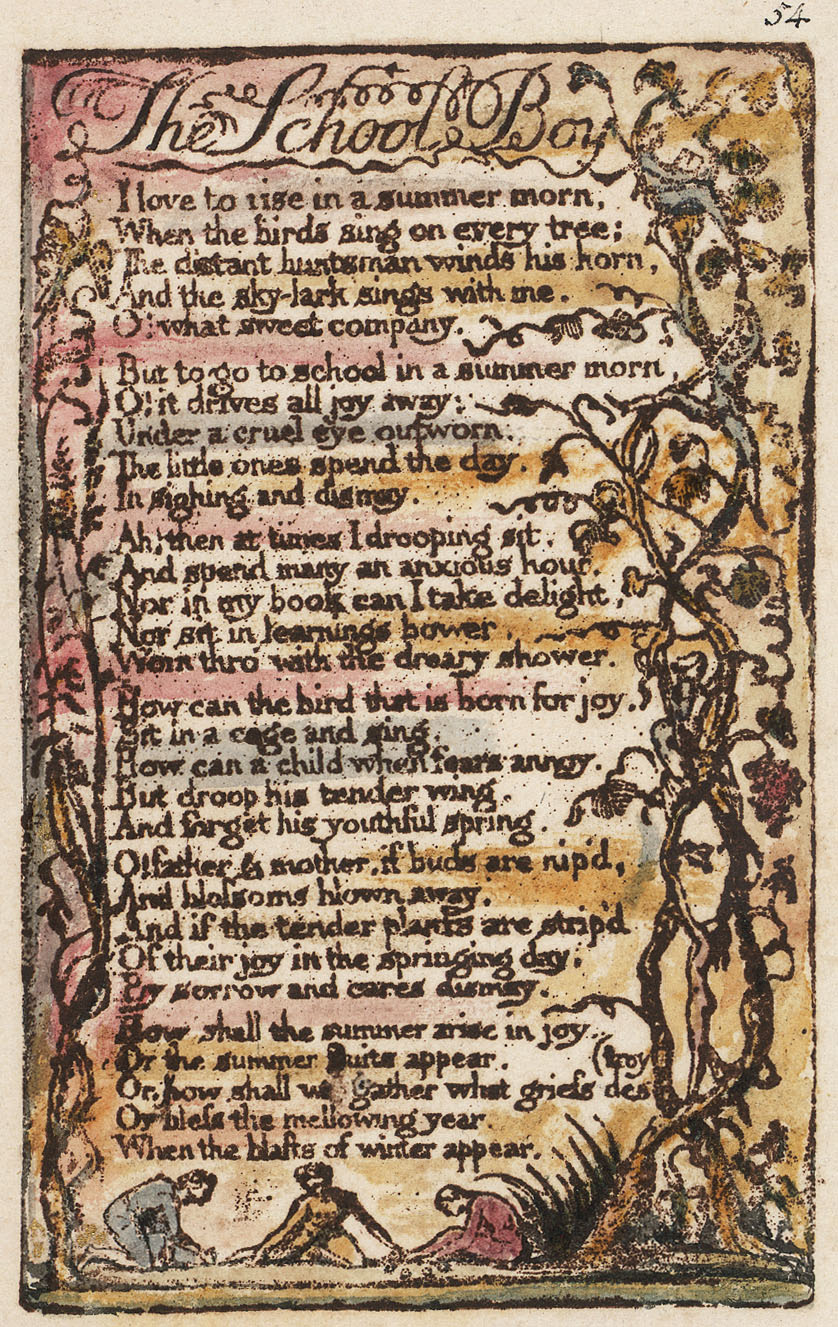 54
The School Boy
I love to rise in a summer morn,
When the birds sing on every tree;
The distant huntsman winds his horn,
And the sky-lark sings with me.
O! what sweet company.
But to go to school in a summer morn,
O! it drives all joy away;
Under a cruel eye outworn.
The little ones spend the day.
In sighing and dismay.
Ah! then at times I drooping sit.
And spend many an anxious hour.
Nor in my book can I take delight,
Nor sit in learnings bower.
Worn thro' with the dreary shower.
How can the bird that is born for joy.
Sit in a cage and sing.
How can a child when fears annoy.
But droop his tender wing.
And forget his youthful spring.
O! father & mother. if buds are nip'd,
And blossoms blown away.
And if the tender plants are strip'd
Of their joy in the springing day.
By sorrow and cares dismay.
How shall the summer arise in joy.
Or the summer fruits appear. (troy
Or how shall we gather what griefs des
Or bless the mellowing year.
When the blasts of winter appear.